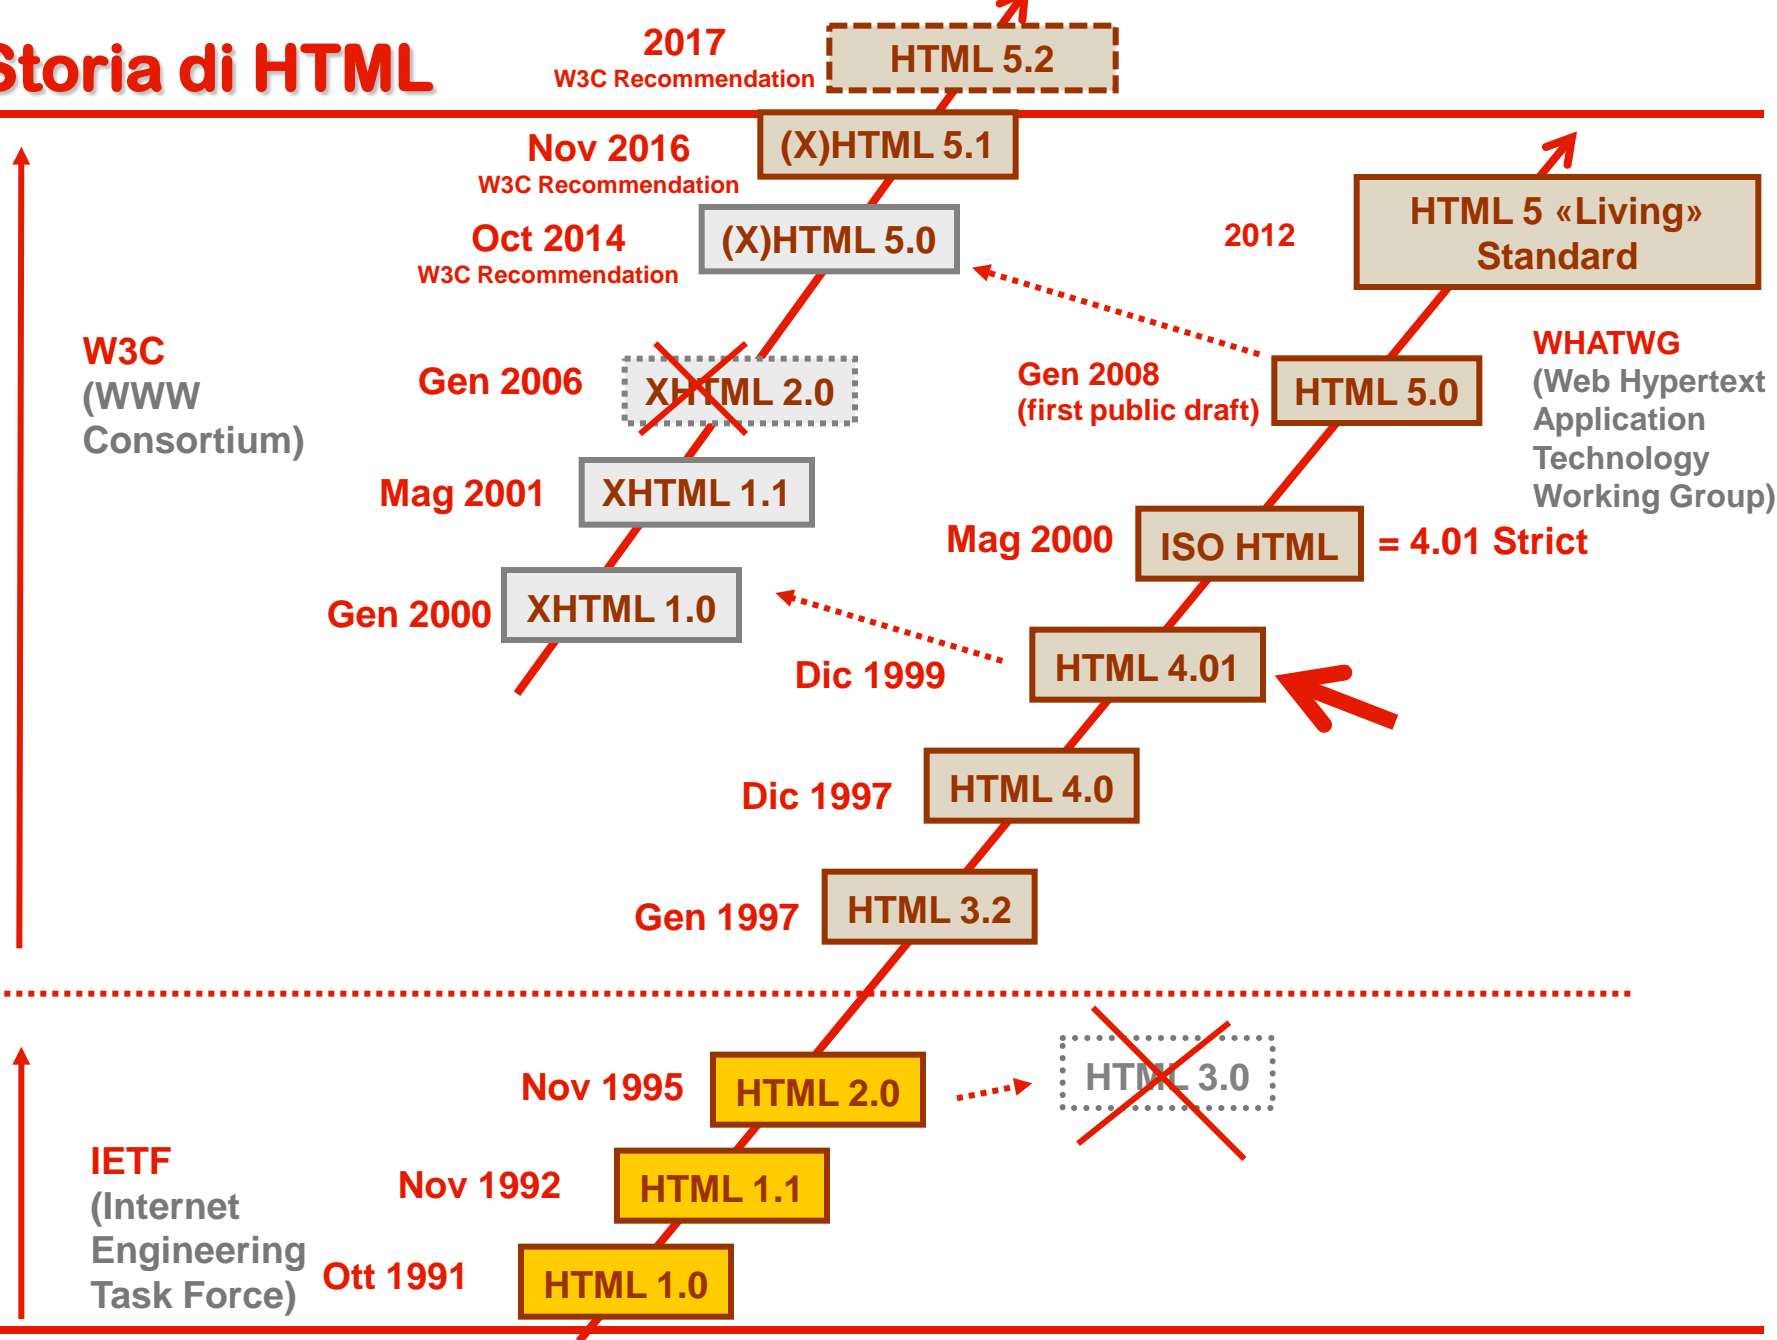 Storia di HTML
2017
W3C Recommendation
HTML 5.2
Nov 2016
W3C Recommendation
(X)HTML 5.1
Oct 2014
W3C Recommendation
(X)HTML 5.0
2012
HTML 5 «Living»
Standard
W3C
(WWW
Consortium)
Gen 2006
XHTML 2.0
Gen 2008
(first public draft)
HTML 5.0
WHATWG
(Web Hypertext
Application
Technology
Working Group)
Mag 2001
XHTML 1.1
Mag 2000
ISO HTML
= 4.01 Strict
Gen 2000
XHTML 1.0
Dic 1999
HTML 4.01
Dic 1997
HTML 4.0
Gen 1997
HTML 3.2
Nov 1995
HTML 2.0
HTML 3.0
IETF
(Internet
Engineering
Task Force)
Nov 1992
HTML 1.1
Ott 1991
HTML 1.0